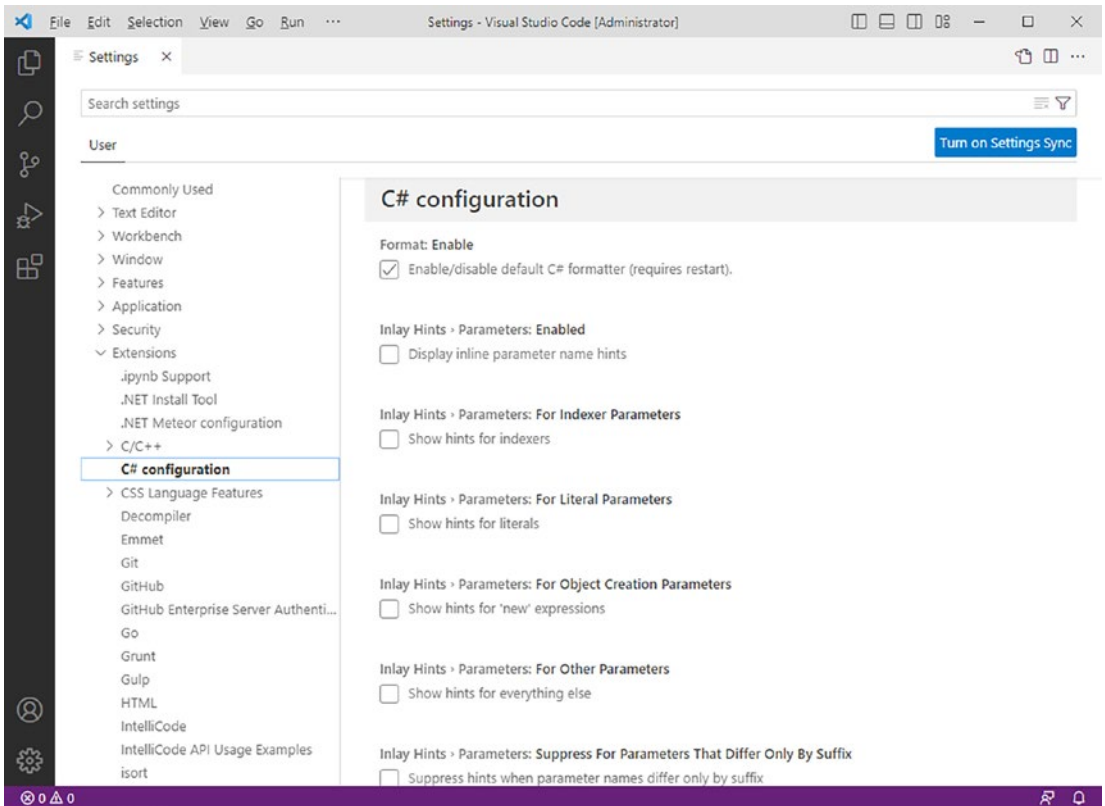 File Edit Selection View Go Run ··· Settings - Visual Studio Code [Administrator]
Settings
Search settings
User
Turn on Settings Sync
Commonly Used
Text Editor
Workbench
Window
Features
Application
Security
Extensions
.ipynb Support
.NET Install Tool
.NET Meteor configuration
C/C++
C# configuration
CSS Language Features
Decompiler
Emmet
Git
GitHub
GitHub Enterprise Server Authenti...
Go
Grunt
Gulp
HTML
IntelliCode
IntelliCode API Usage Examples
isort
C# configuration
Format: Enable
Enable/disable default C# formatter (requires restart).
Inlay Hints › Parameters: Enabled
Display inline parameter name hints
Inlay Hints › Parameters: For Indexer Parameters
Show hints for indexers
Inlay Hints › Parameters: For Literal Parameters
Show hints for literals
Inlay Hints › Parameters: For Object Creation Parameters
Show hints for 'new' expressions
Inlay Hints › Parameters: For Other Parameters
Show hints for everything else
Inlay Hints › Parameters: Suppress For Parameters That Differ Only By Suffix
Suppress hints when parameter names differ only by suffix
0 0